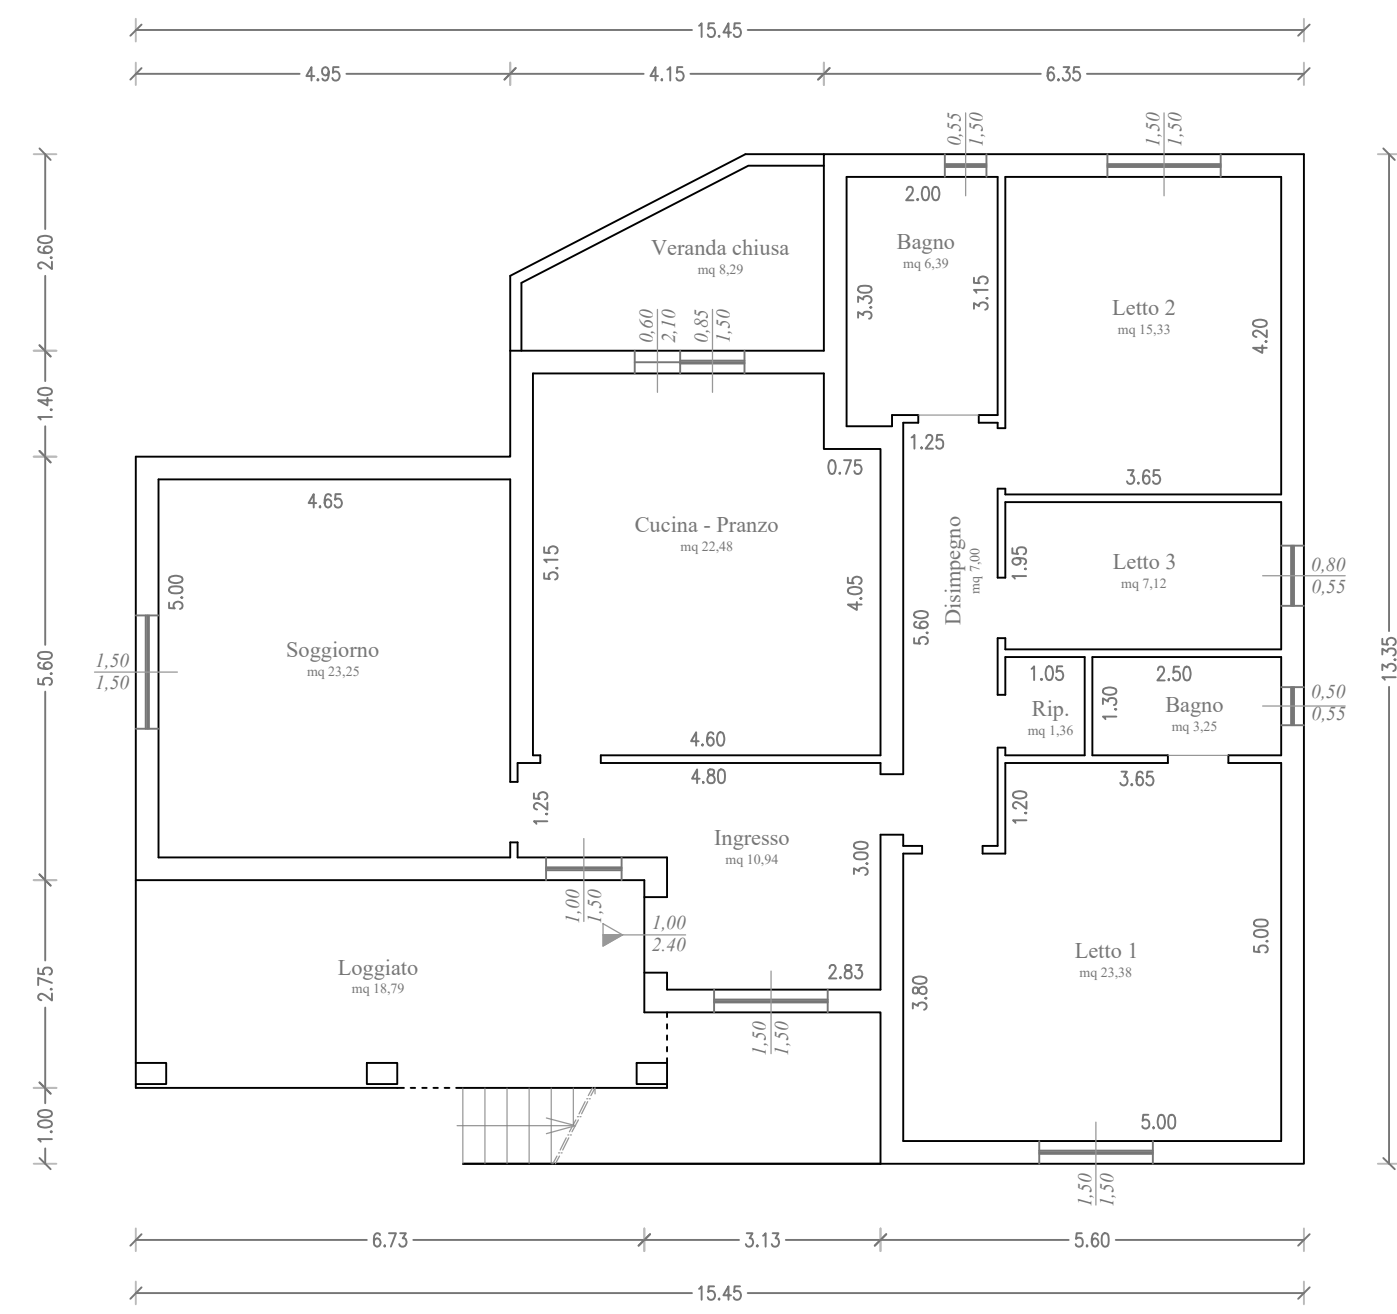 15.45
4.95
4.15
6.35
0,55
1,50
1,50
1,50
2.60
1.40
5.60
2.75
1.00
13.35
Veranda chiusa
mq 8,29
0,60
2,10
0,85
1,50
2.00
Bagno
mq 6,39
3.30
3.15
1.25
Letto 2
mq 15,33
4.20
3.65
0.75
Cucina - Pranzo
mq 22,48
5.15
4.05
4.60
4.65
5.00
Soggiorno
mq 23,25
1,50
1,50
Disimpegno
mq 7,00
5.60
1.95
Letto 3
mq 7,12
0,80
0,55
1.05
Rip.
mq 1,36
1.30
2.50
Bagno
mq 3,25
0,50
0,55
4.80
1.25
Ingresso
mq 10,94
3.00
2.83
1,00
1,50
1,00
2.40
1,50
1,50
3.65
1.20
Letto 1
mq 23,38
5.00
3.80
5.00
1,50
1,50
Loggiato
mq 18,79
6.73
3.13
5.60
15.45